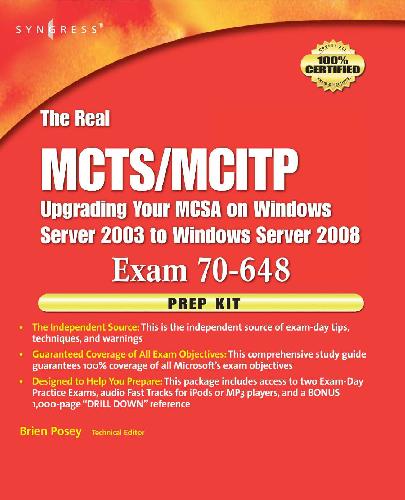 SYNGRESS®
100%
CERTIFIED
The Real
MCTS/MCITP
Upgrading Your MCSA on Windows
Server 2003 to Windows Server 2008
Exam 70-648
PREP KIT
• The Independent Source: This is the independent source of exam-day tips,
techniques, and warnings
• Guaranteed Coverage of All Exam Objectives: This comprehensive study guide
guarantees 100% coverage of all Microsoft's exam objectives
• Designed to Help You Prepare: This package includes access to two Exam-Day
Practice Exams, audio Fast Tracks for iPods or MP3 players, and a BONUS
1,000-page “DRILL DOWN” reference
Brien Posey Technical Editor